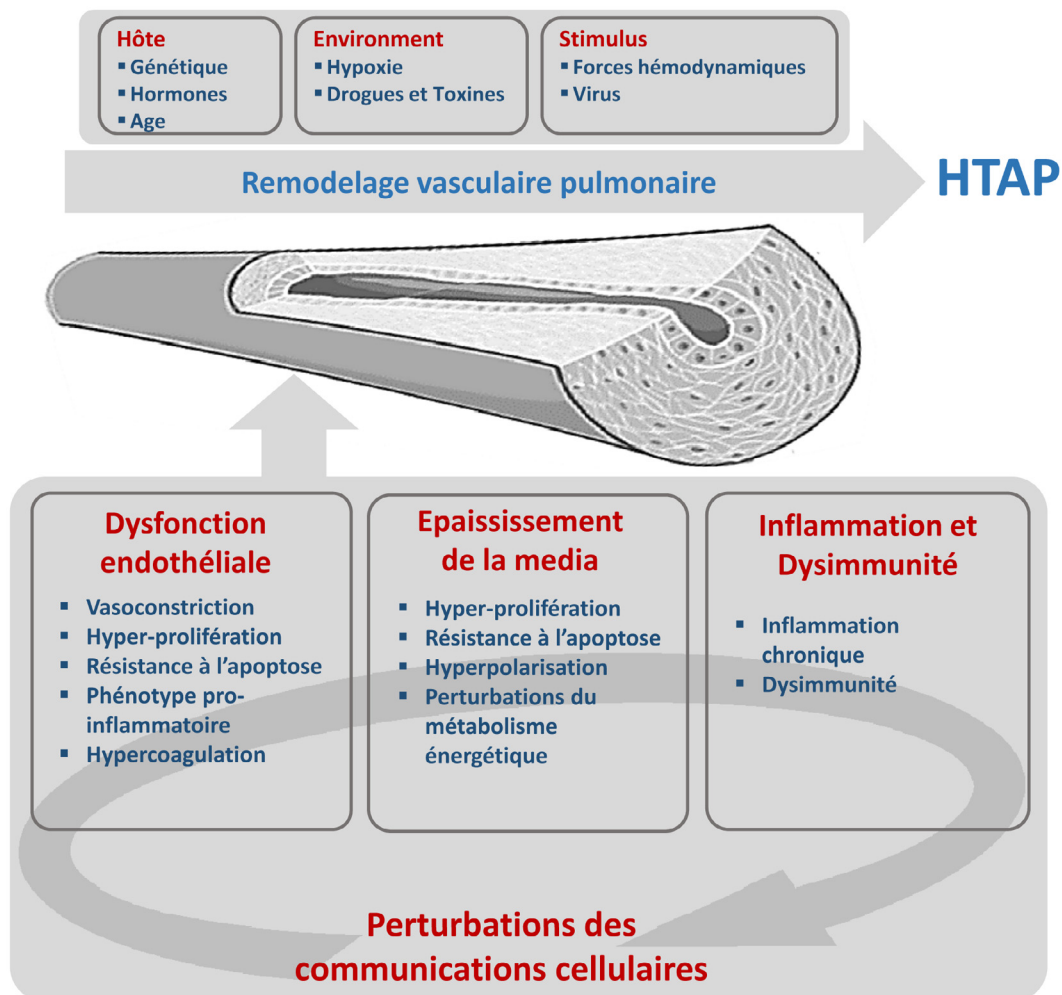 Hôte
▪ Génétique
▪ Hormones
▪ Age
Environment
▪ Hypoxie
▪ Drogues et Toxines
Stimulus
▪ Forces hémodynamiques
▪ Virus
Remodelage vasculaire pulmonaire
HTAP
Dysfonction
endothéliale
▪ Vasoconstriction
▪ Hyper-prolifération
▪ Résistance à l'apoptose
▪ Phénotype pro-
inflammatoire
▪ Hypercoagulation
Epaississement
de la media
▪ Hyper-prolifération
▪ Résistance à l'apoptose
▪ Hyperpolarisation
▪ Perturbations du
métabolisme
énergétique
Inflammation et
Dysimmunité
▪ Inflammation
chronique
▪ Dysimmunité
Perturbations des
communications cellulaires